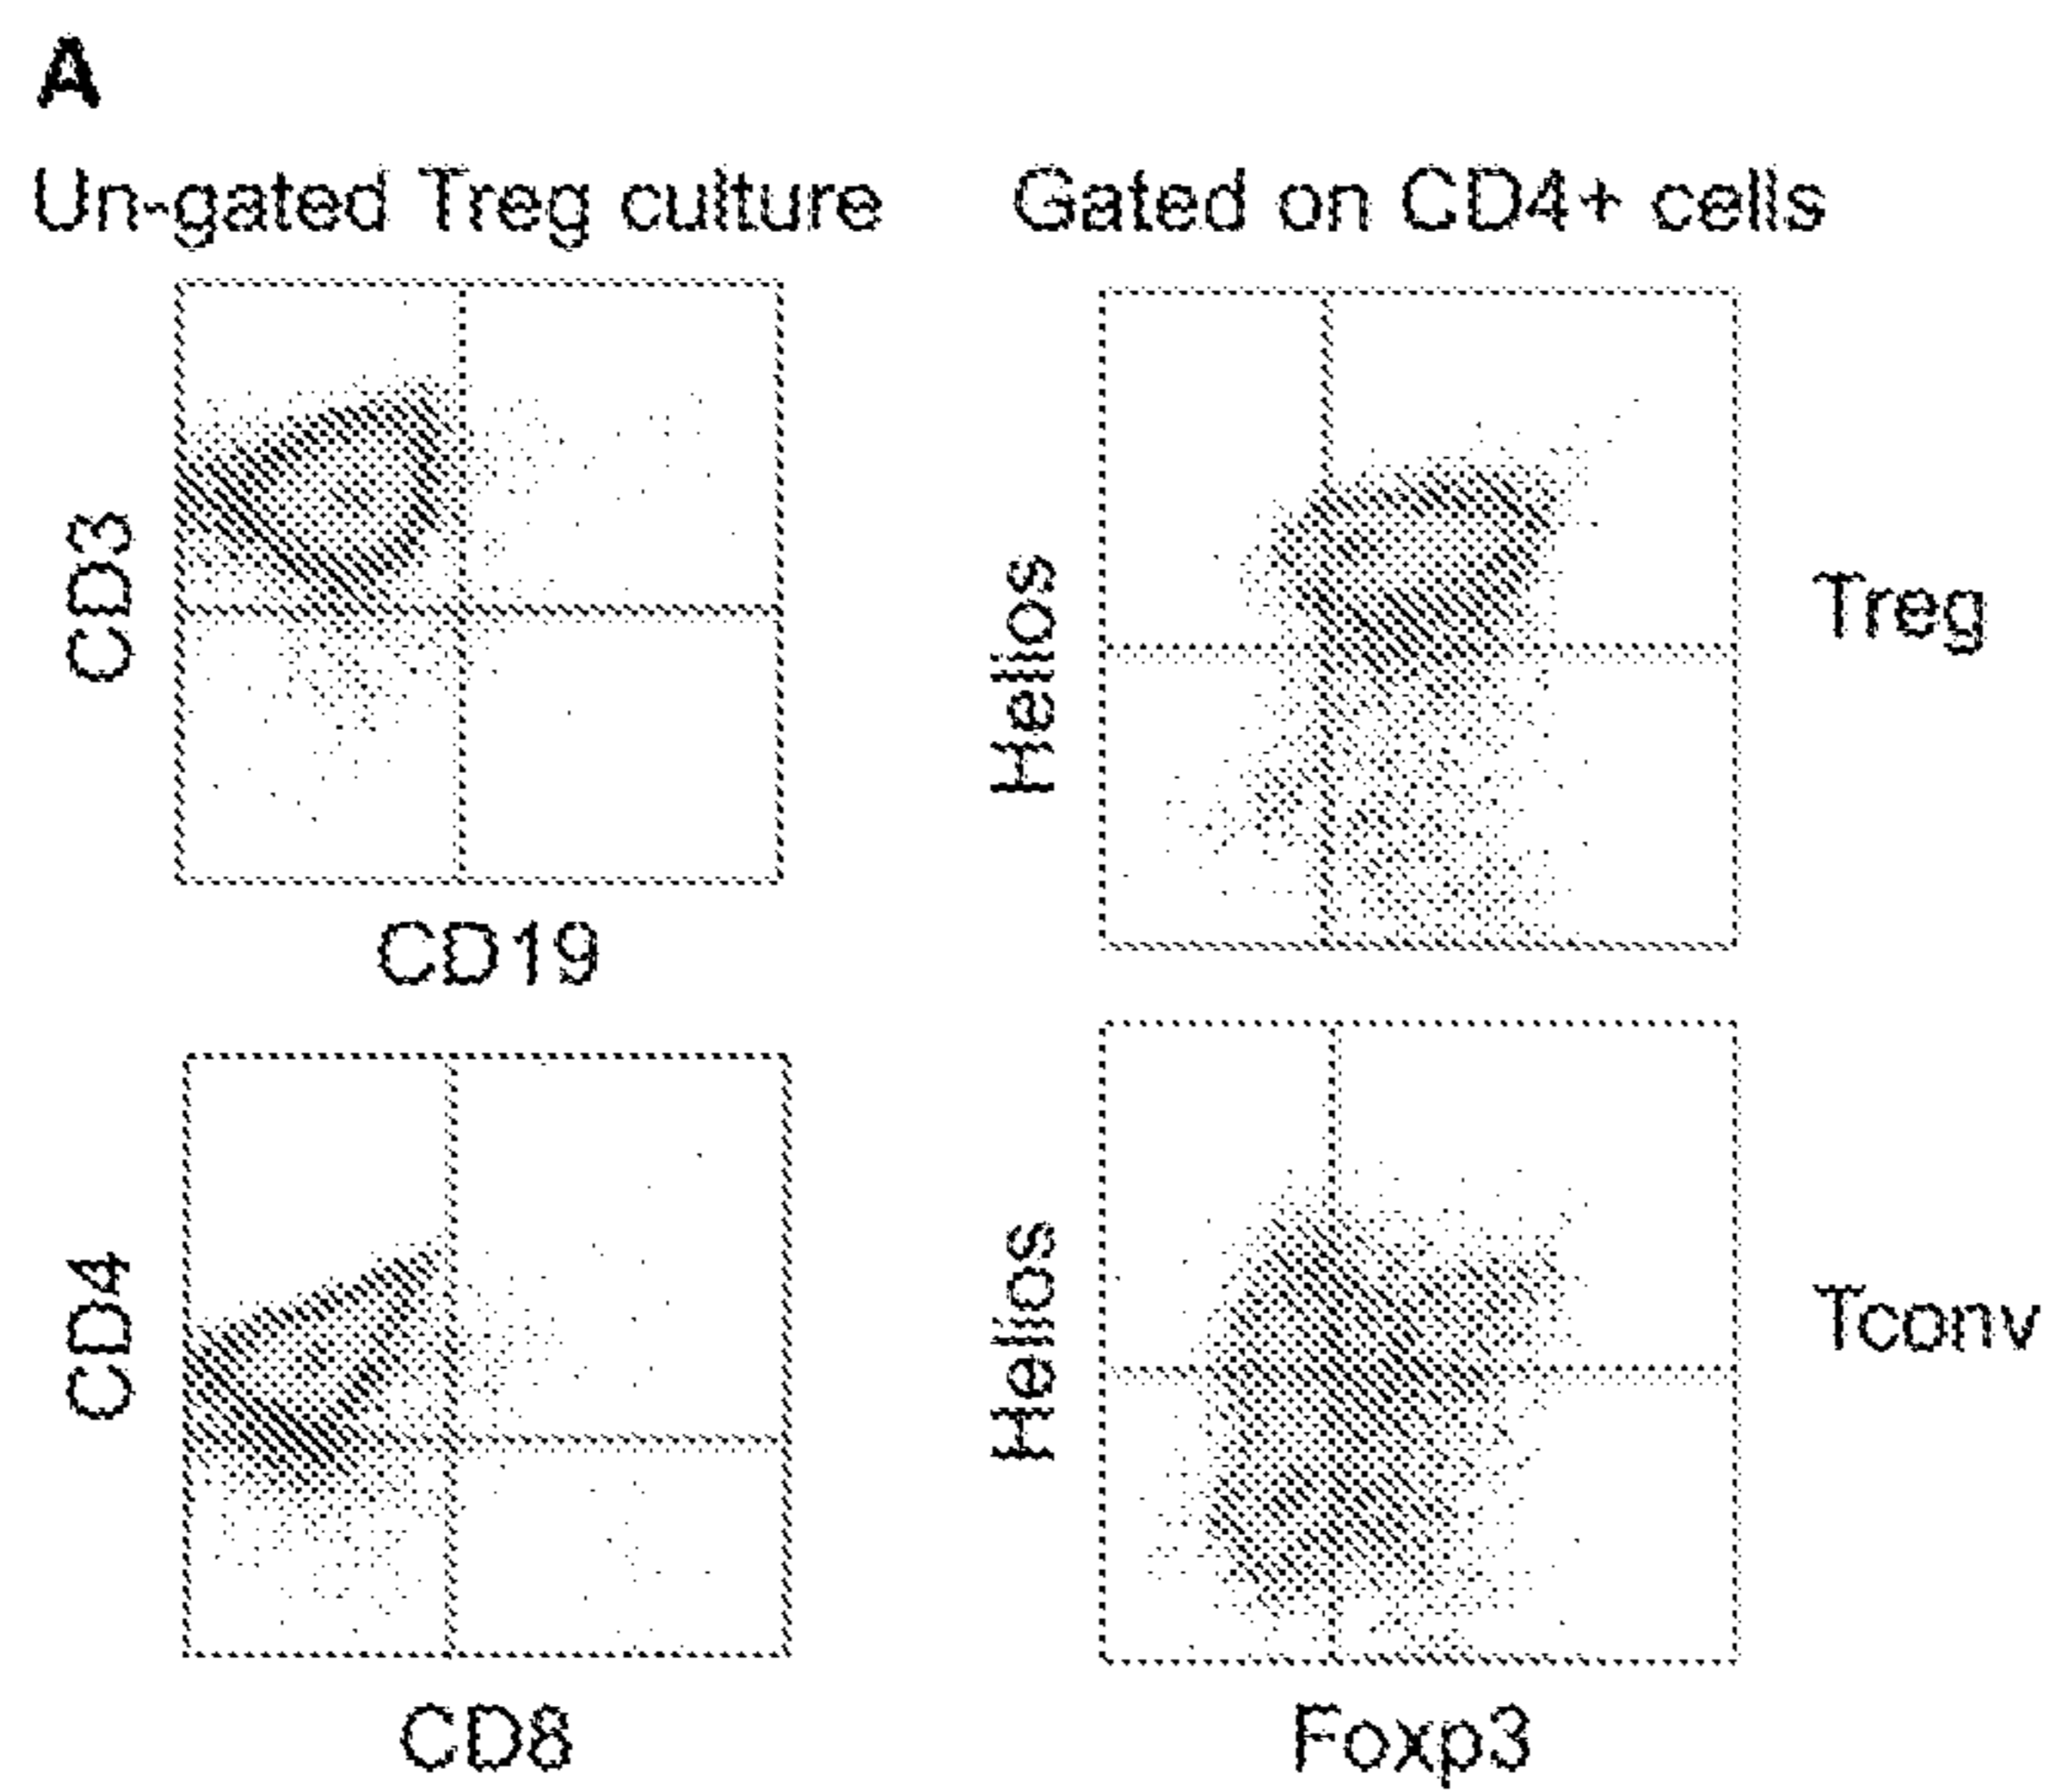 A
Un-gated Treg culture
Gated on CD4+ cells
CD3
CD19
Helios
Treg
CD4
CD8
Helios
Foxp3
Tconv